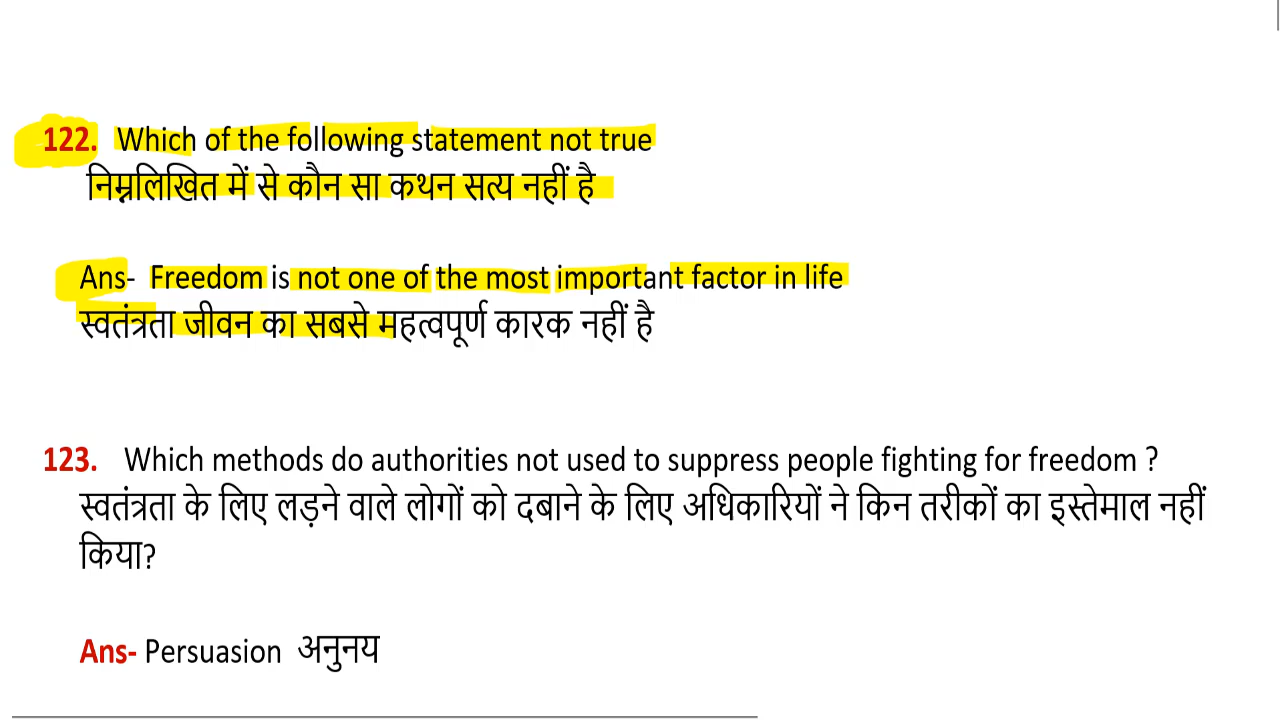 122. Which of the following statement not true
निम्नलिखित में से कौन सा कथन सत्य नहीं है
Ans- Freedom is not one of the most important factor in life
स्वतंत्रता जीवन का सबसे महत्वपूर्ण कारक नहीं है
123. Which methods do authorities not used to suppress people fighting for freedom ?
स्वतंत्रता के लिए लड़ने वाले लोगों को दबाने के लिए अधिकारियों ने किन तरीकों का इस्तेमाल नहीं
किया?
Ans- Persuasion अनुनय